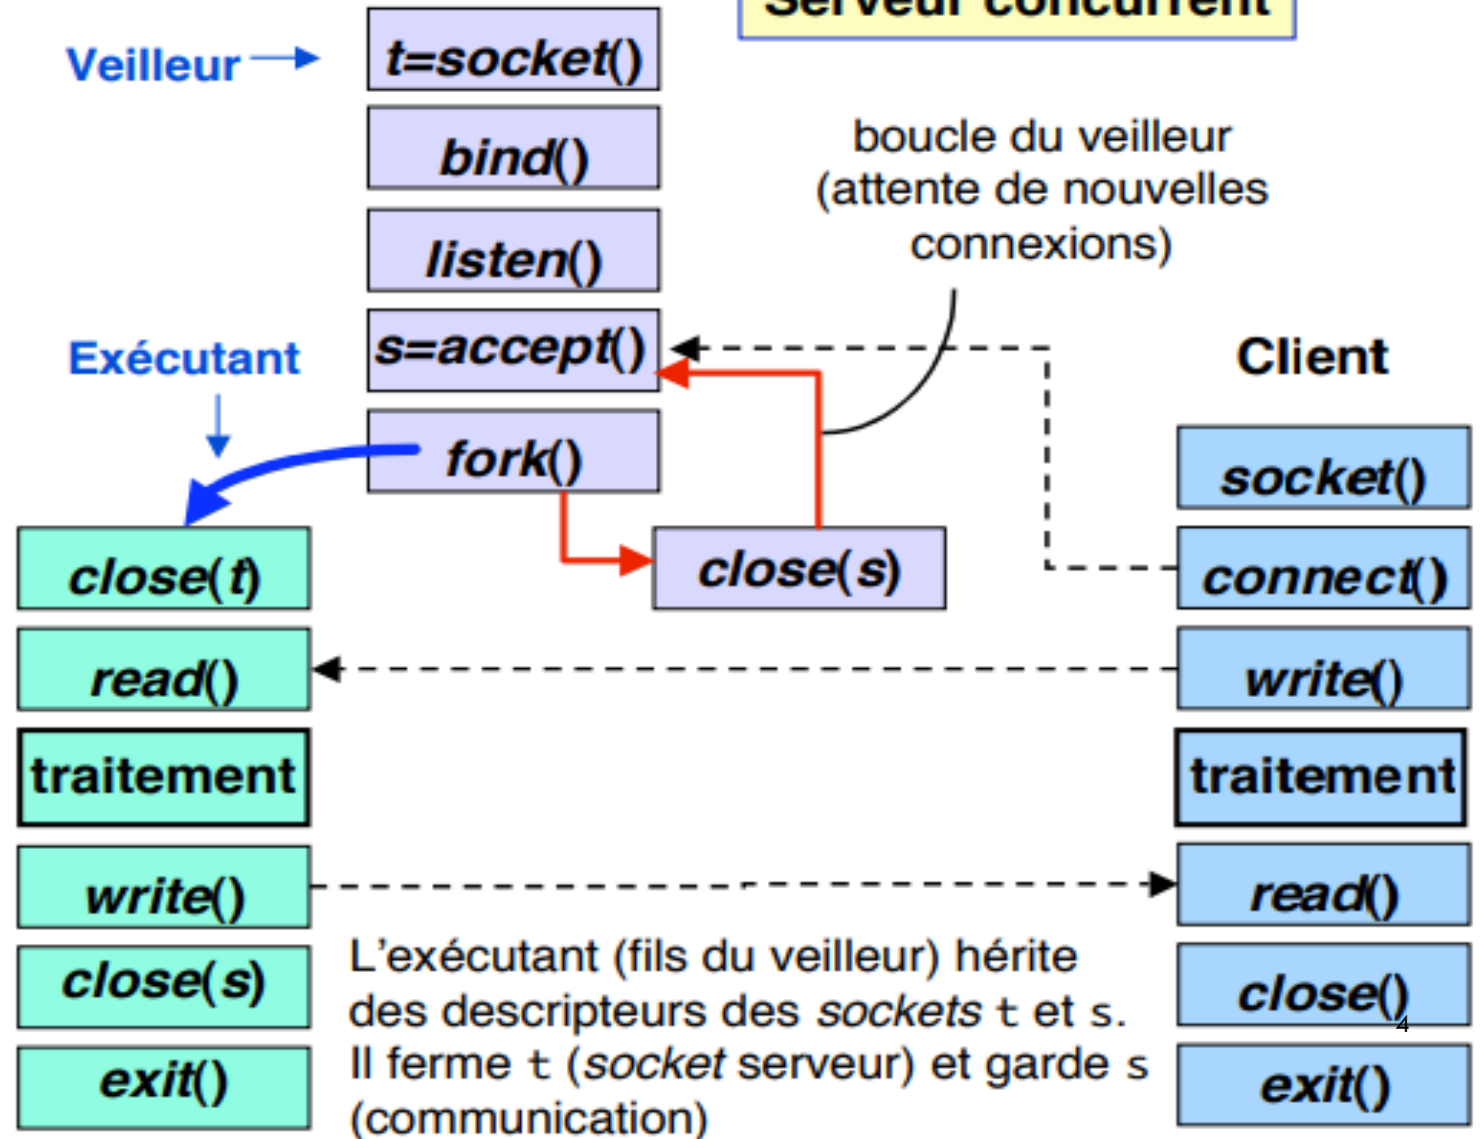 Serveur concurrent
Veilleur
t=socket()
bind()
listen()
s=accept()
fork()
boucle du veilleur
(attente de nouvelles
connexions)
close(s)
Exécutant
close(t)
read()
traitement
write()
close(s)
exit()
Client
socket()
connect()
write()
traitement
read()
close()
4
exit()
L'exécutant (fils du veilleur) hérite
des descripteurs des sockets t et s.
Il ferme t (socket serveur) et garde s
(communication)